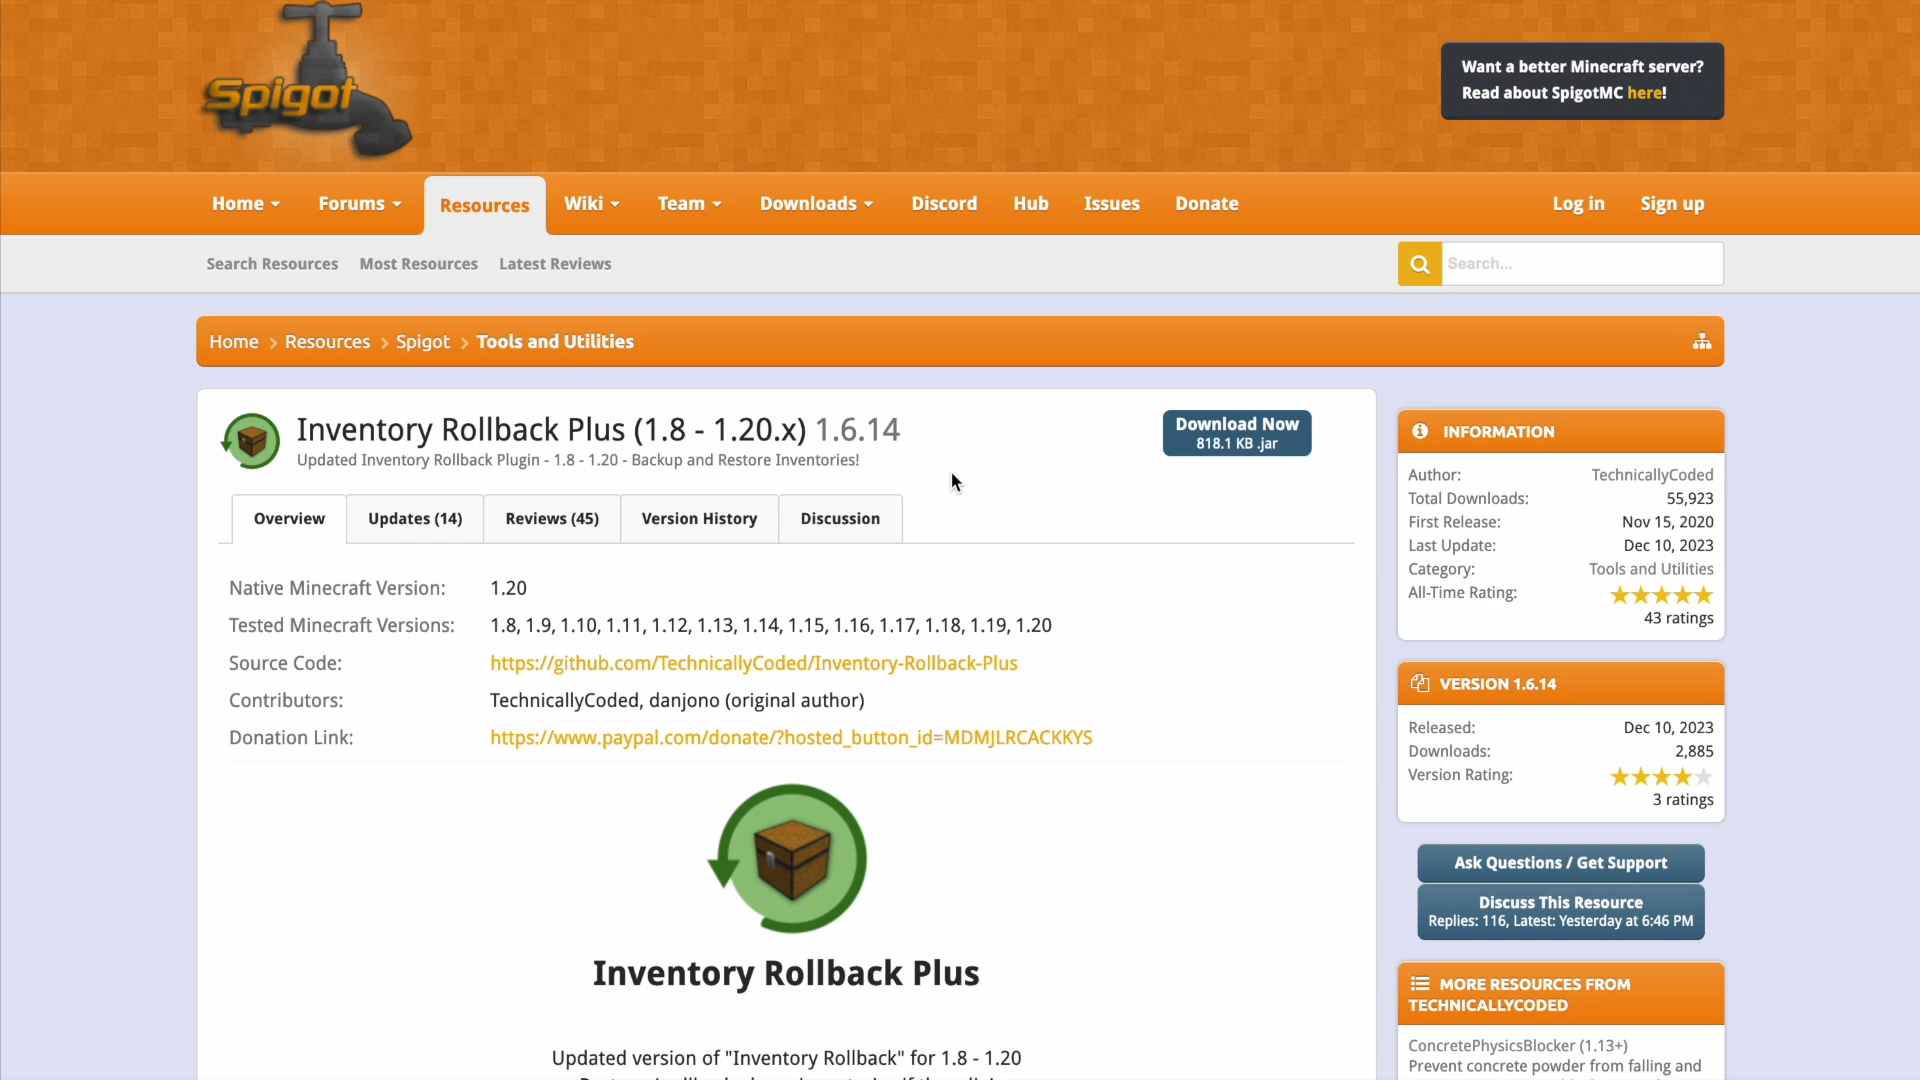 Spigot
Want a better Minecraft server?
Read about SpigotMC here!
Home
Forums
Resources
Wiki
Team
Downloads
Discord
Hub
Issues
Donate
Log in
Sign up
Search Resources
Most Resources
Latest Reviews
Search...
Home
Resources
Spigot
Tools and Utilities
Inventory Rollback Plus (1.8 - 1.20.x) 1.6.14
Updated Inventory Rollback Plugin - 1.8 - 1.20 - Backup and Restore Inventories!
Download Now
818.1 KB .jar
Overview
Updates (14)
Reviews (45)
Version History
Discussion
Native Minecraft Version: 1.20
Tested Minecraft Versions: 1.8, 1.9, 1.10, 1.11, 1.12, 1.13, 1.14, 1.15, 1.16, 1.17, 1.18, 1.19, 1.20
Source Code: https://github.com/TechnicallyCoded/Inventory-Rollback-Plus
Contributors: TechnicallyCoded, danjono (original author)
Donation Link: https://www.paypal.com/donate/?hosted_button_id=MDMJLRCACKKYS
Inventory Rollback Plus
Updated version of "Inventory Rollback" for 1.8 - 1.20
INFORMATION
Author: TechnicallyCoded
Total Downloads: 55,923
First Release: Nov 15, 2020
Last Update: Dec 10, 2023
Category: Tools and Utilities
All-Time Rating:
43 ratings
VERSION 1.6.14
Released: Dec 10, 2023
Downloads: 2,885
Version Rating:
3 ratings
Ask Questions / Get Support
Discuss This Resource
Replies: 116, Latest: Yesterday at 6:46 PM
MORE RESOURCES FROM
TECHNICALLYCODED
ConcretePhysicsBlocker (1.13+)
Prevent concrete powder from falling and